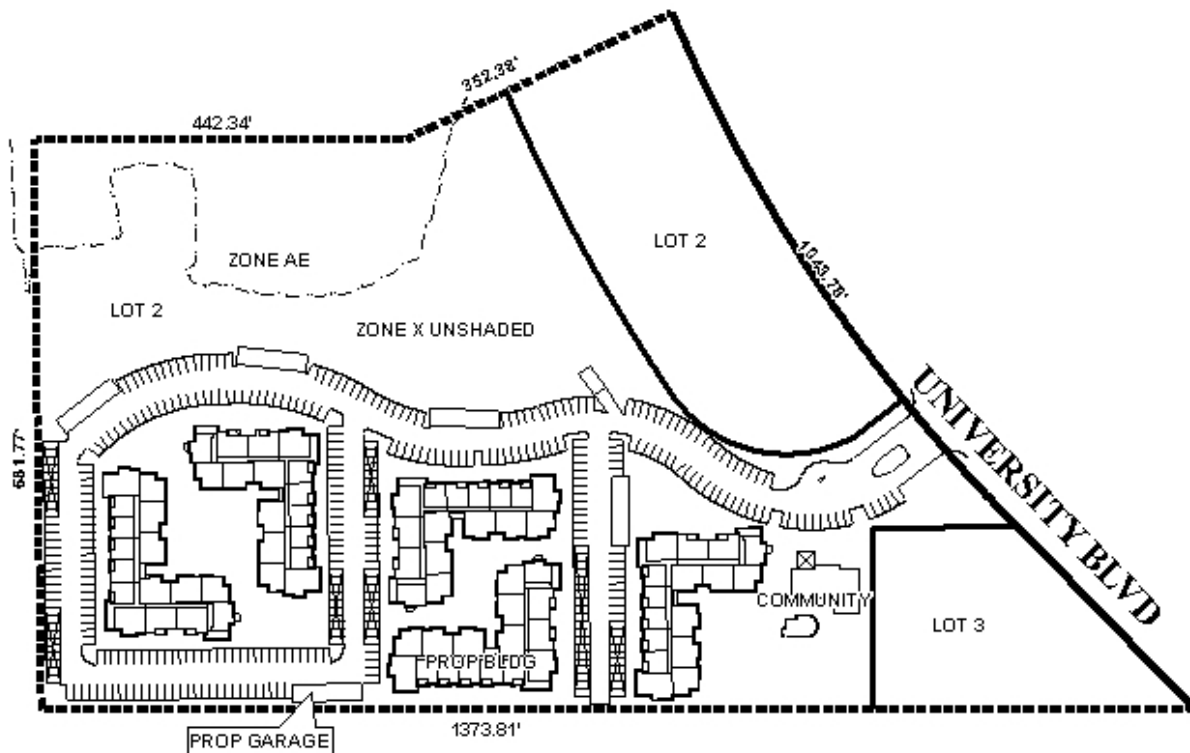 352.38'
442.34'
LOT 2
1043.78'
ZONE AE
LOT 2
ZONE X UNSHADED
UNIVERSITY BLVD
681.77'
COMMUNITY
LOT 3
PROP BLDG
1373.81'
PROP GARAGE